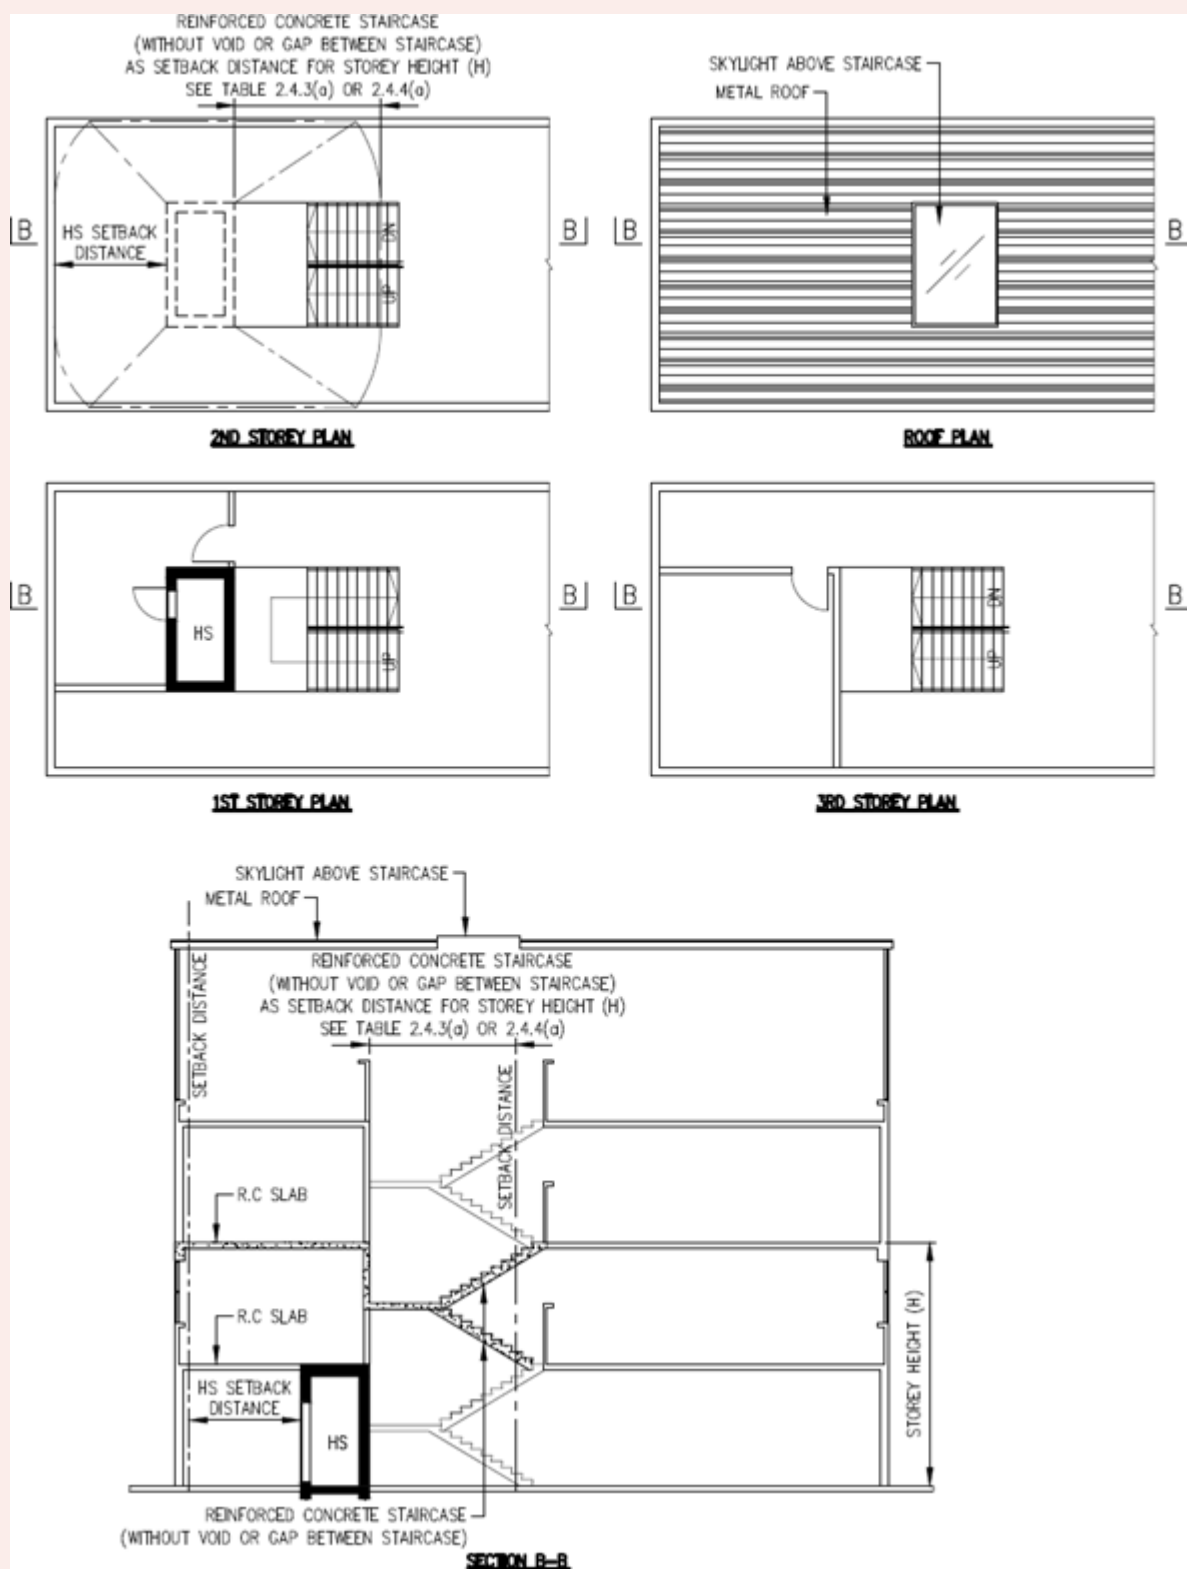 REINFORCED CONCRETE STAIRCASE
(WITHOUT VOID OR GAP BETWEEN STAIRCASE)
AS SETBACK DISTANCE FOR STOREY HEIGHT (H)
SEE TABLE 2.4.3(a) OR 2.4.4(a)
B
HS SETBACK
DISTANCE
DN
UP
B
2ND STOREY PLAN
SKYLIGHT ABOVE STAIRCASE
METAL ROOF
B
B
ROOF PLAN
B
HS
UP
B
1ST STOREY PLAN
B
DN
UP
B
3RD STOREY PLAN
SKYLIGHT ABOVE STAIRCASE
METAL ROOF
REINFORCED CONCRETE STAIRCASE
(WITHOUT VOID OR GAP BETWEEN STAIRCASE)
AS SETBACK DISTANCE FOR STOREY HEIGHT (H)
SEE TABLE 2.4.3(a) OR 2.4.4(a)
SETBACK DISTANCE
SETBACK DISTANCE
R.C SLAB
R.C SLAB
HS SETBACK
DISTANCE
HS
STOREY HEIGHT (H)
REINFORCED CONCRETE STAIRCASE
(WITHOUT VOID OR GAP BETWEEN STAIRCASE)
SECTION B-B